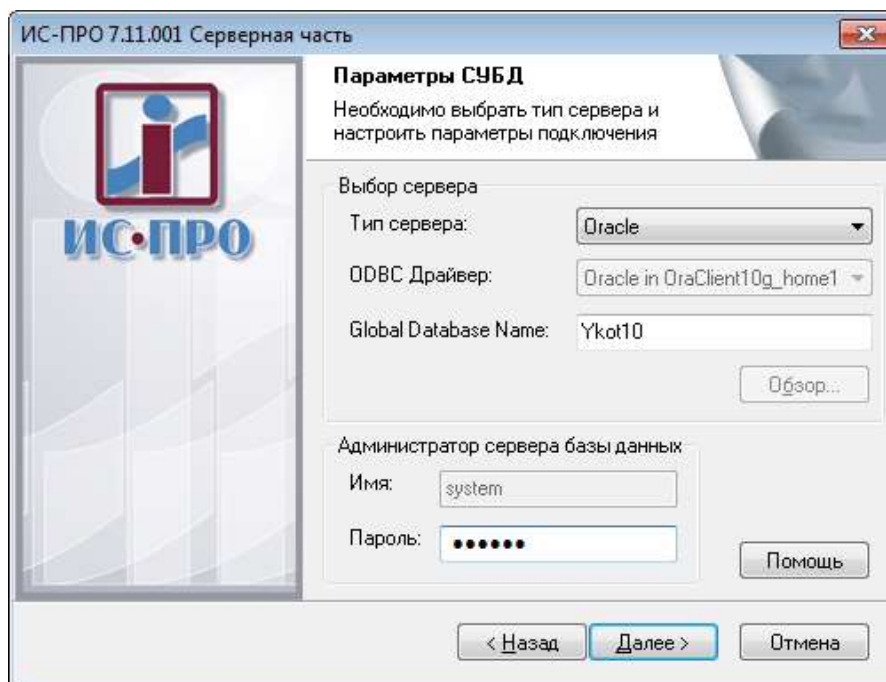 ИС-ПРО 7.11.001 Серверная часть
ИС•ПРО
Параметры СУБД
Необходимо выбрать тип сервера и
настроить параметры подключения
Выбор сервера
Тип сервера:
Oracle
ODBC Драйвер:
Oracle in OraClient10g_home1
Global Database Name:
Ykot10
Обзор...
Администратор сервера базы данных
Имя:
system
Пароль:
••••••
Помощь
< Назад
Далее >
Отмена